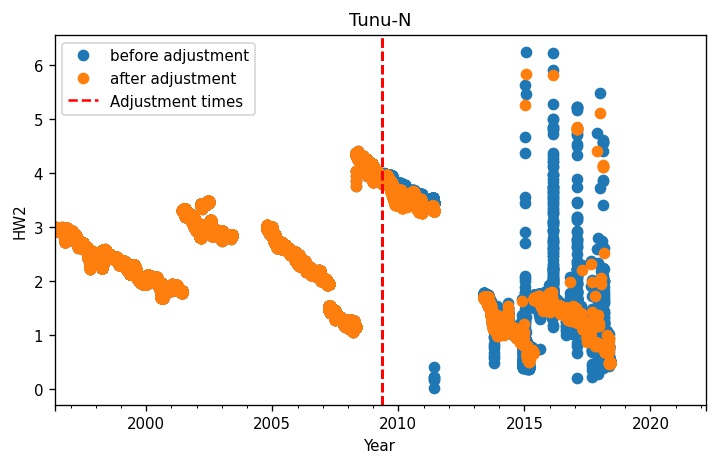 Tunu-N
before adjustment
after adjustment
Adjustment times
HW2
6
5
4
3
2
1
0
2000
2005
2010
2015
2020
Year